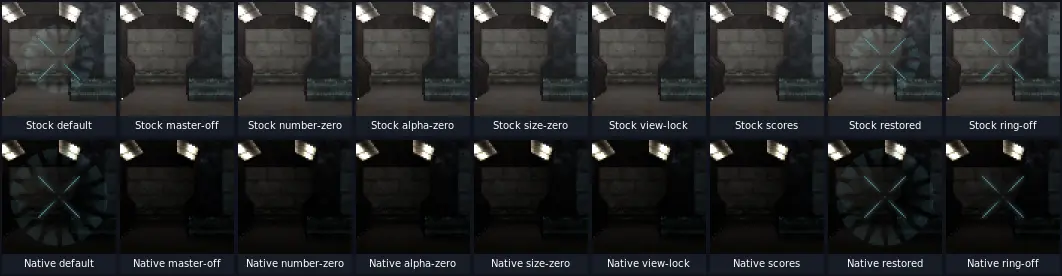 Stock default
Stock master-off
Stock number-zero
Stock alpha-zero
Stock size-zero
Stock view-lock
Stock scores
Stock restored
Stock ring-off
Native default
Native master-off
Native number-zero
Native alpha-zero
Native size-zero
Native view-lock
Native scores
Native restored
Native ring-off